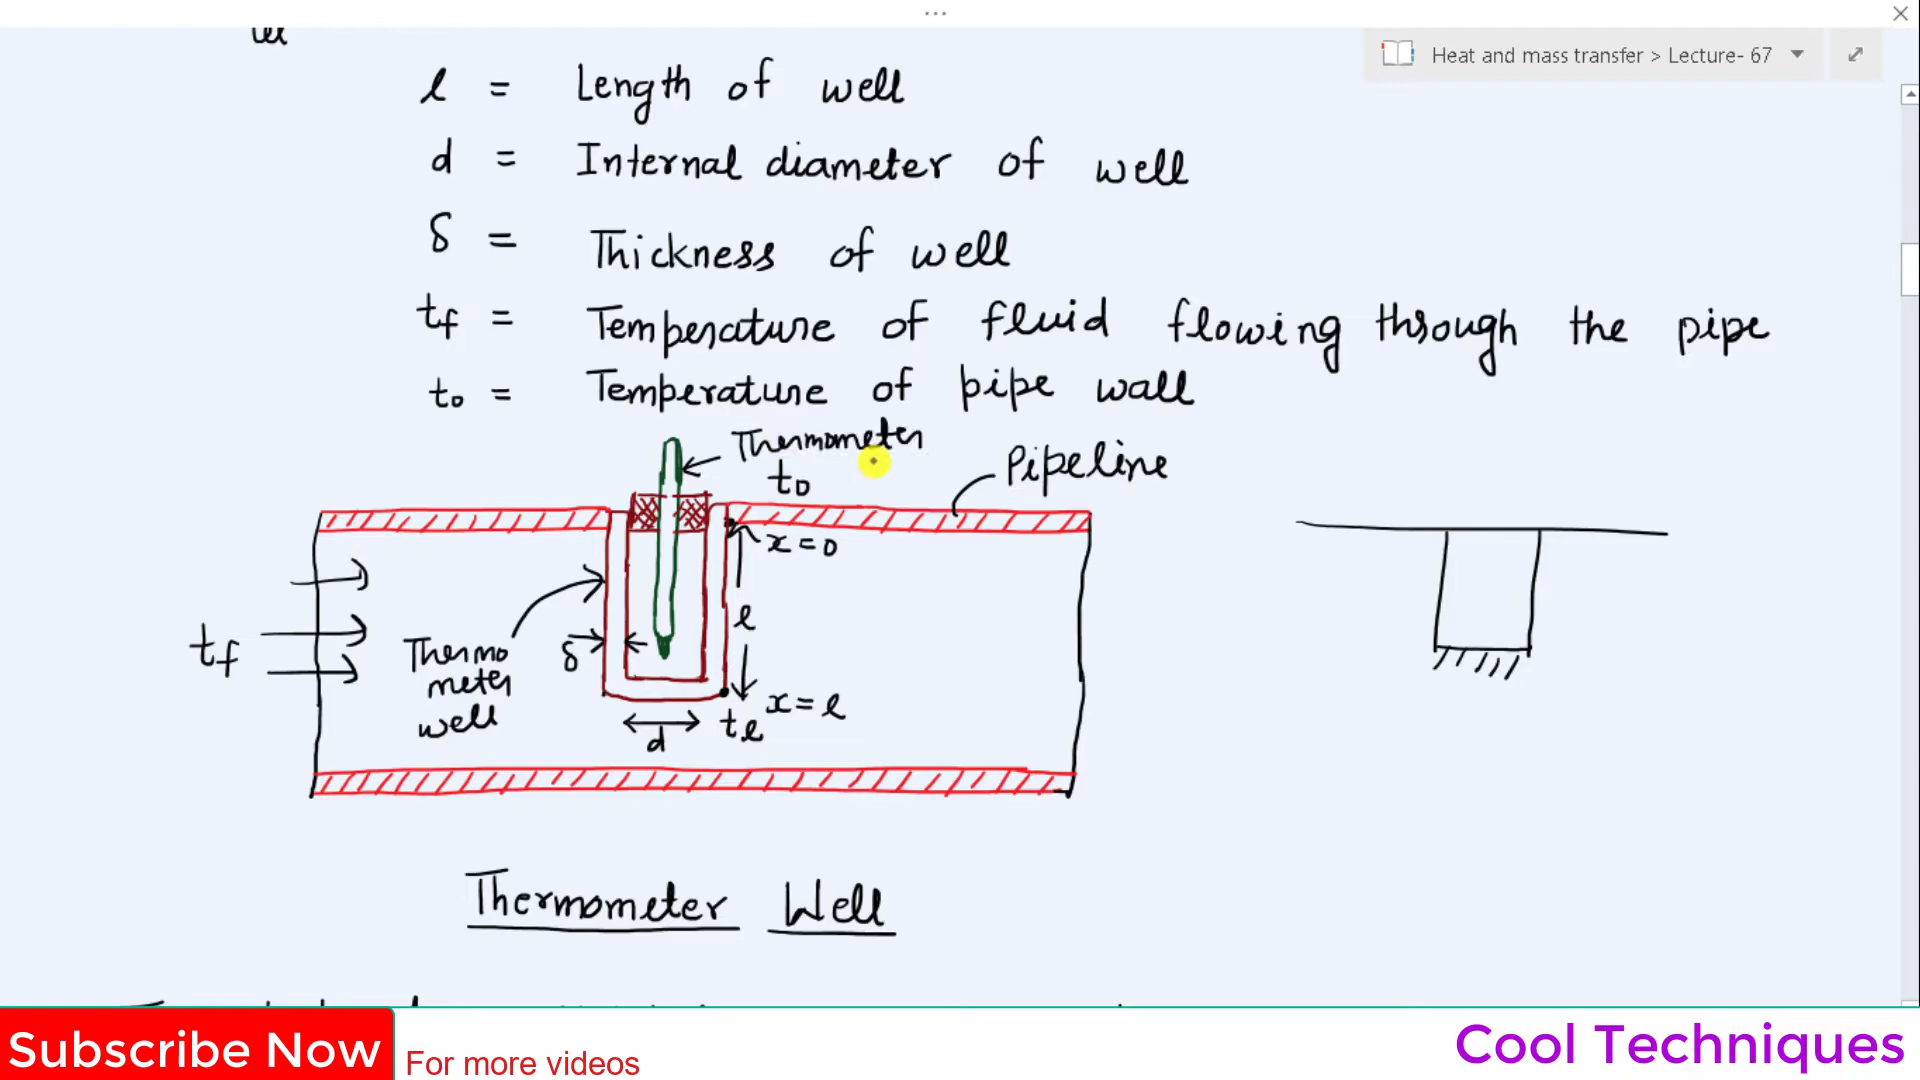 Heat and mass transfer > Lecture- 67
l = Length of well
d = Internal diameter of well
δ = Thickness of well
tf = Temperature of fluid flowing through the pipe
to = Temperature of pipe wall
Thermometer
to
Pipeline
x = 0
l
tf
Thermo
meter
well
δ
x = l
tl
d
Thermometer Well
Subscribe Now
For more videos
Cool Techniques